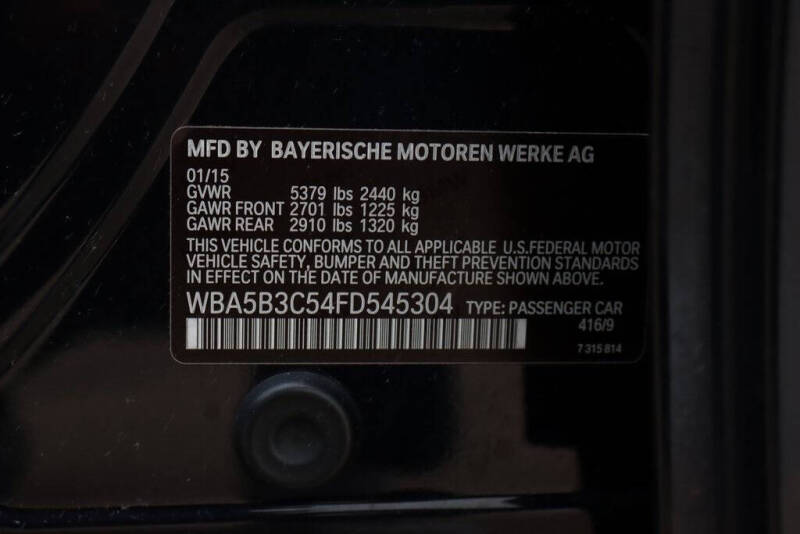 MFD BY BAYERISCHE MOTOREN WERKE AG
01/15
GVWR 5379 lbs 2440 kg
GAWR FRONT 2701 lbs 1225 kg
GAWR REAR 2910 lbs 1320 kg
THIS VEHICLE CONFORMS TO ALL APPLICABLE U.S.FEDERAL MOTOR
VEHICLE SAFETY, BUMPER AND THEFT PREVENTION STANDARDS
IN EFFECT ON THE DATE OF MANUFACTURE SHOWN ABOVE.
WBA5B3C54FD545304 TYPE: PASSENGER CAR
416/9
7 315 814